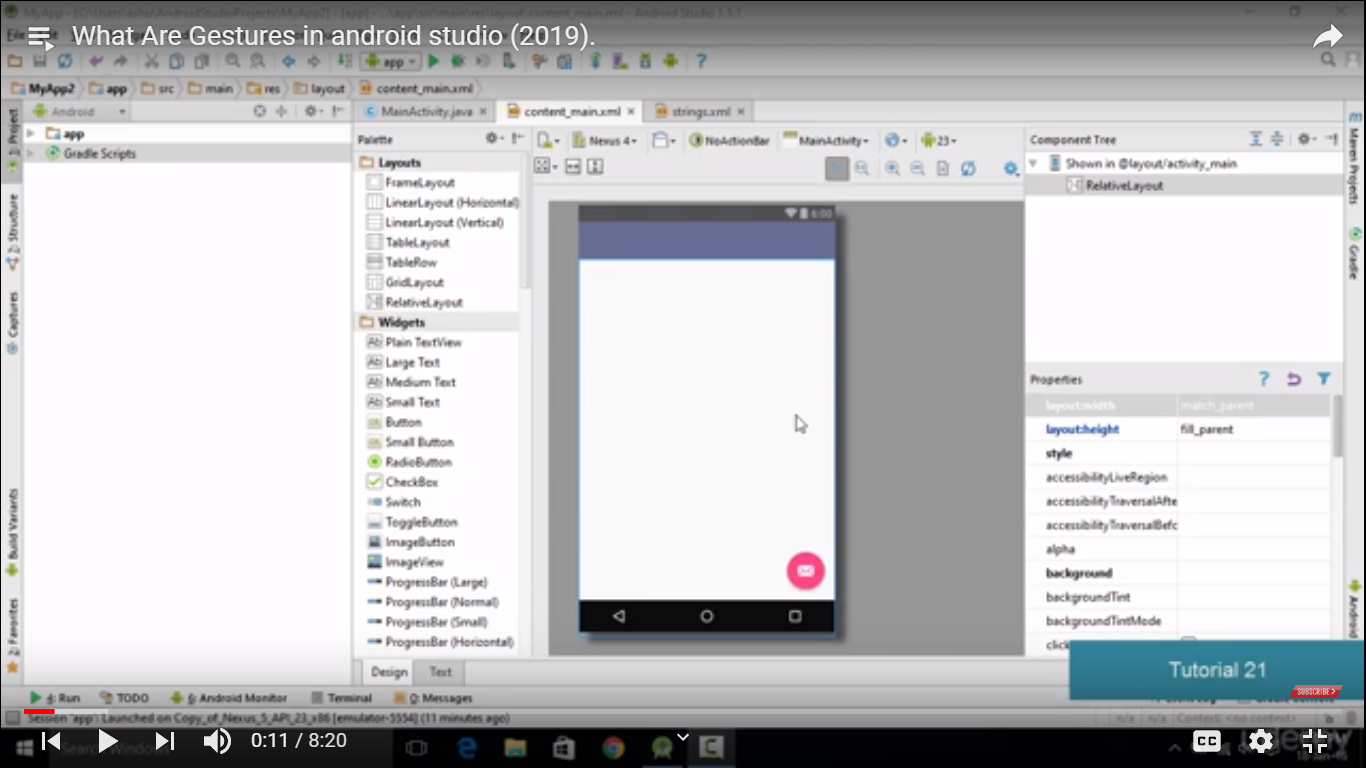 What Are Gestures in android studio (2019).
app
MyApp2 app src main res layout content_main.xml
Android
MainActivity.java content_main.xml strings.xml
1: Project
app
Gradle Scripts
Z: Structure
Captures
Build Variants
2: Favorites
Palette
Layouts
FrameLayout
LinearLayout (Horizontal)
LinearLayout (Vertical)
TableLayout
TableRow
GridLayout
RelativeLayout
Widgets
Plain TextView
Large Text
Medium Text
Small Text
Button
Small Button
RadioButton
CheckBox
Switch
ToggleButton
ImageButton
ImageView
ProgressBar (Large)
ProgressBar (Normal)
ProgressBar (Small)
ProgressBar (Horizontal)
Design Text
Nexus 4 NoActionBar MainActivity 23
6:00
Component Tree
Shown in @layout/activity_main
RelativeLayout
Properties
layout:width match_parent
layout:height fill_parent
style
accessibilityLiveRegion
accessibilityTraversalAfte
accessibilityTraversalBefc
alpha
background
backgroundTint
backgroundTintMode
click
Maven Projects
Gradle
Android
Tutorial 21
SUBSCRIBE
4: Run TODO 6: Android Monitor Terminal 0: Messages
Session 'app': Launched on Copy_of_Nexus_5_API_23_x86 [emulator-5554] (11 minutes ago)
n/a n/a Context: <no context>
0:11 / 8:20
CC